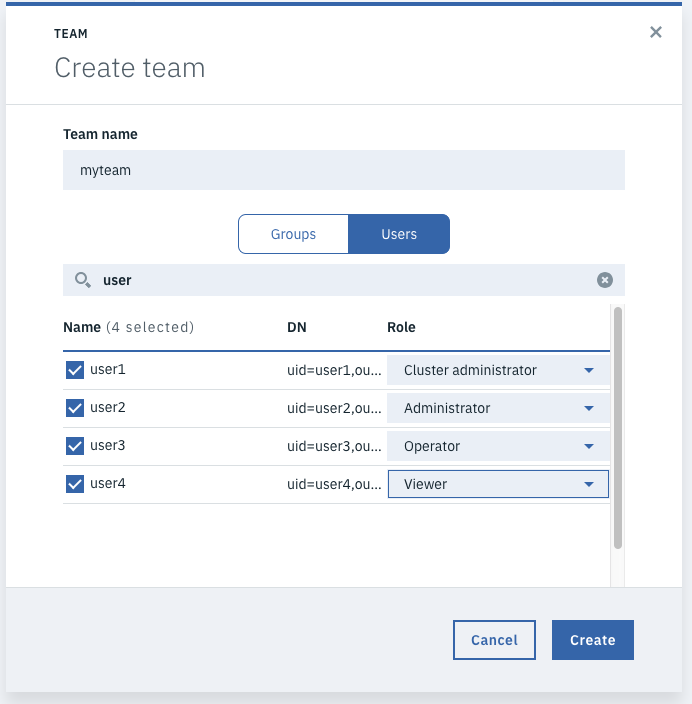 TEAM
Create team
Team name
myteam
Groups Users
user
Name (4 selected) DN Role
user1 uid=user1,ou... Cluster administrator
user2 uid=user2,ou... Administrator
user3 uid=user3,ou... Operator
user4 uid=user4,ou... Viewer
Cancel Create